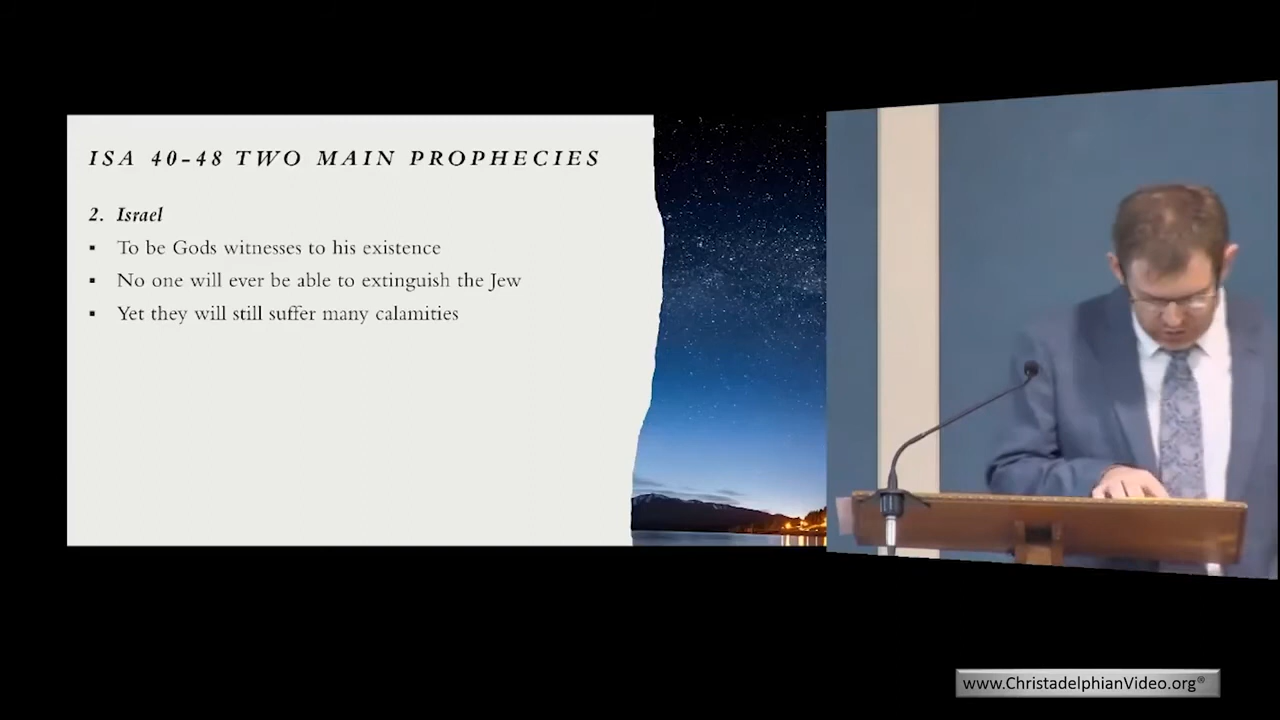 ISA 40-48 TWO MAIN PROPHECIES
2. Israel
▪ To be Gods witnesses to his existence
▪ No one will ever be able to extinguish the Jew
▪ Yet they will still suffer many calamities
www.ChristadelphianVideo.org®